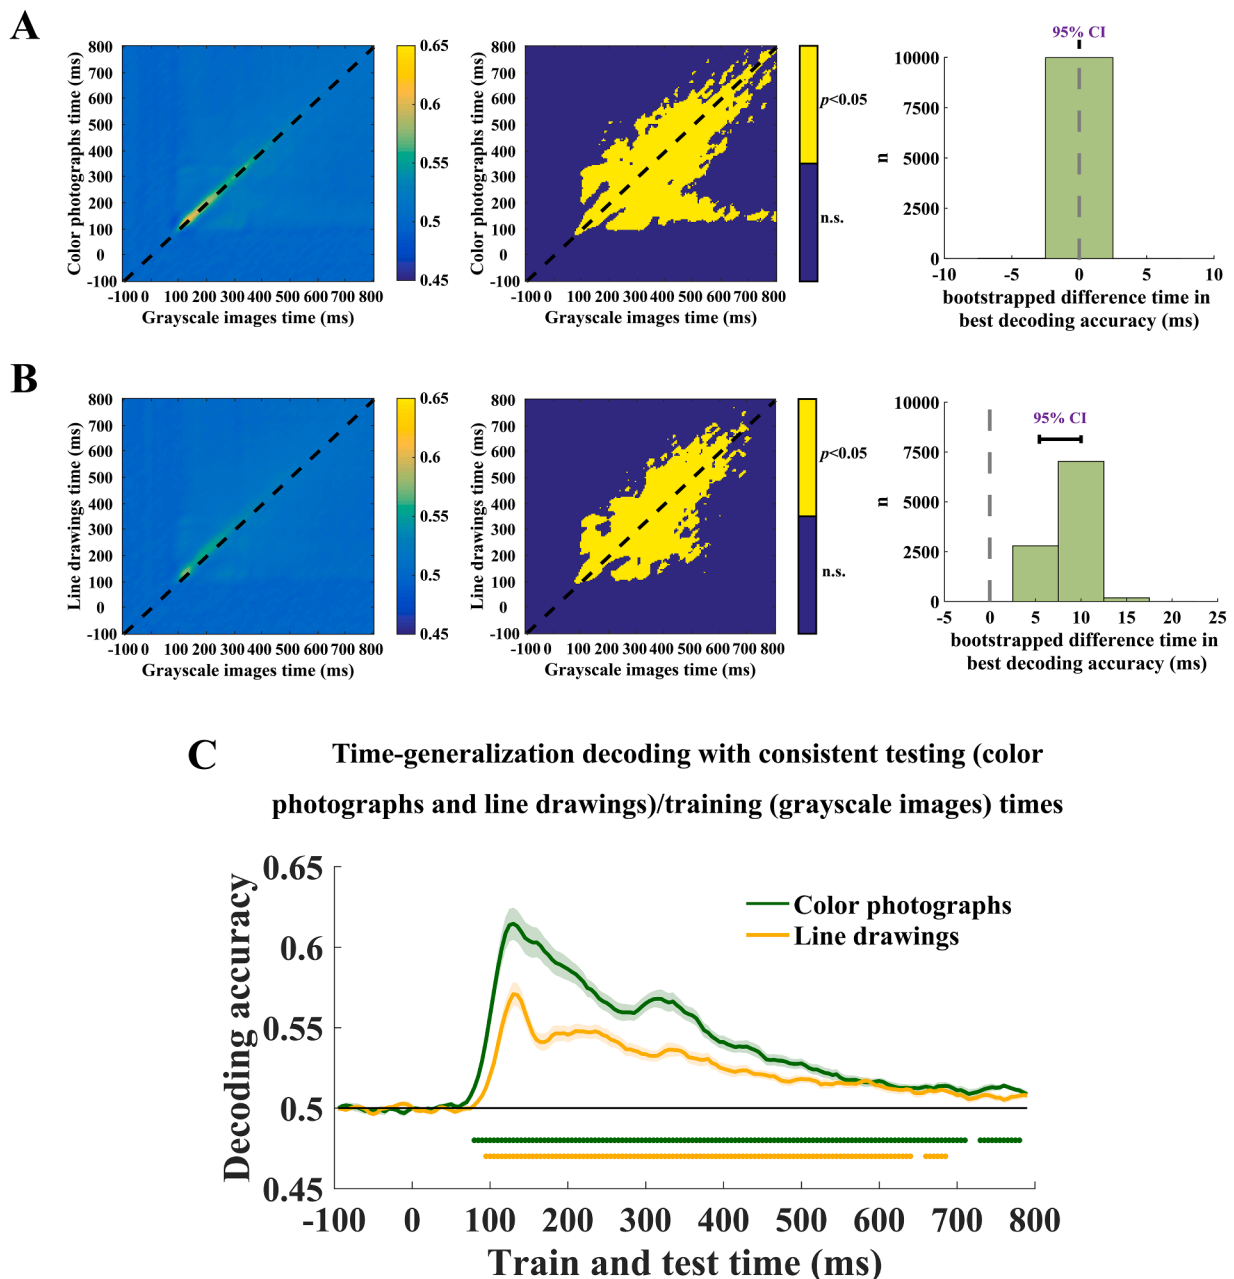 A
800
700
600
500
400
300
200
100
0
-100
Color photographs time (ms)
-100 0 100 200 300 400 500 600 700 800
Grayscale images time (ms)
0.65
0.6
0.55
0.5
0.45
800
700
600
500
400
300
200
100
0
-100
Color photographs time (ms)
-100 0 100 200 300 400 500 600 700 800
Grayscale images time (ms)
p<0.05
n.s.
95% CI
10000
7500
5000
2500
0
n
-10 -5 0 5 10
bootstrapped difference time in
best decoding accuracy (ms)
B
800
700
600
500
400
300
200
100
0
-100
Line drawings time (ms)
-100 0 100 200 300 400 500 600 700 800
Grayscale images time (ms)
0.65
0.6
0.55
0.5
0.45
800
700
600
500
400
300
200
100
0
-100
Line drawings time (ms)
-100 0 100 200 300 400 500 600 700 800
Grayscale images time (ms)
p<0.05
n.s.
95% CI
10000
7500
5000
2500
0
n
-5 0 5 10 15 20 25
bootstrapped difference time in
best decoding accuracy (ms)
C
Time-generalization decoding with consistent testing (color
photographs and line drawings)/training (grayscale images) times
0.65
0.6
0.55
0.5
0.45
Decoding accuracy
Color photographs
Line drawings
-100 0 100 200 300 400 500 600 700 800
Train and test time (ms)